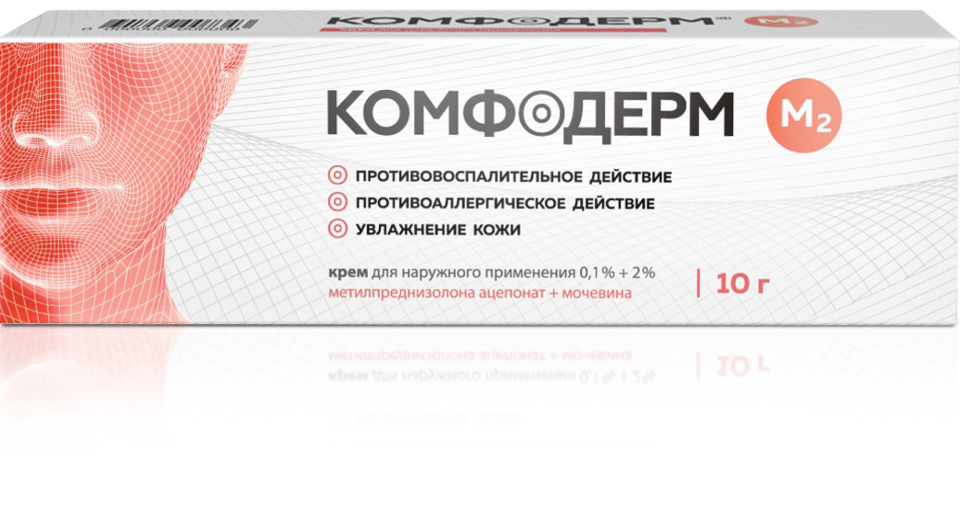 КОМФОДЕРМ М2
КОМФОДЕРМ М2
ПРОТИВОВОСПАЛИТЕЛЬНОЕ ДЕЙСТВИЕ
ПРОТИВОАЛЛЕРГИЧЕСКОЕ ДЕЙСТВИЕ
УВЛАЖНЕНИЕ КОЖИ
крем для наружного применения 0,1% + 2%
метилпреднизолона ацепонат + мочевина
10 г